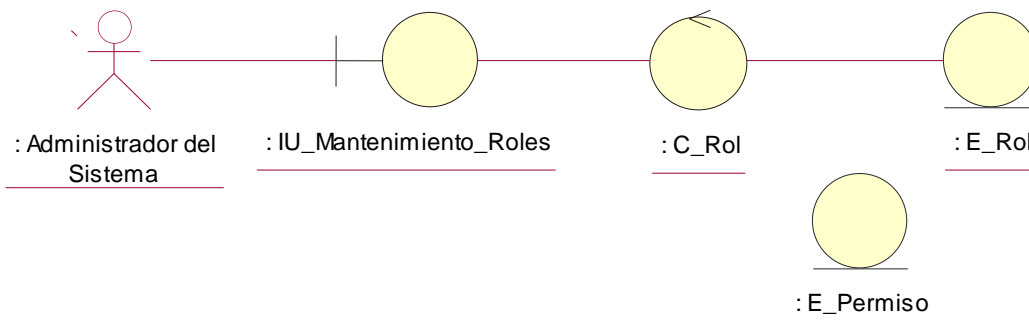 : Administrador del
Sistema
: IU_Mantenimiento_Roles
: C_Rol
: E_Rol
: E_Permiso